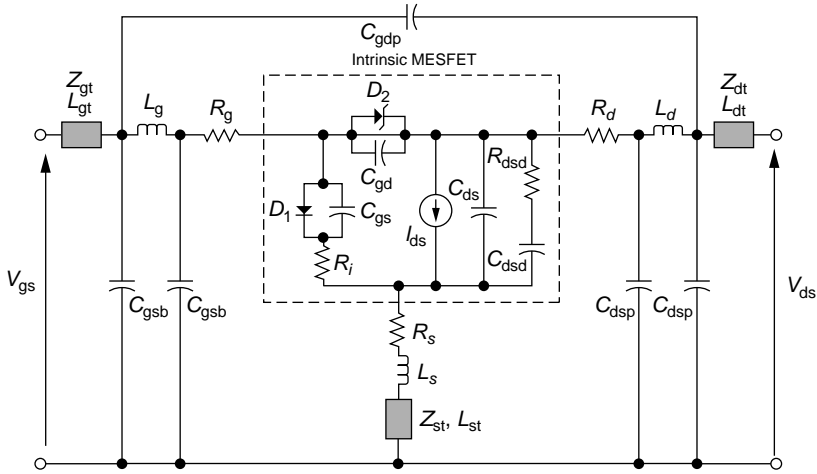 C_gdp
Intrinsic MESFET
Z_gt
L_gt
L_g
R_g
D_2
C_gd
R_d
L_d
Z_dt
L_dt
R_dsd
C_ds
D_1
C_gs
I_ds
C_dsd
R_i
V_gs
C_gsb
C_gsb
C_dsp
C_dsp
V_ds
R_s
L_s
Z_st, L_st